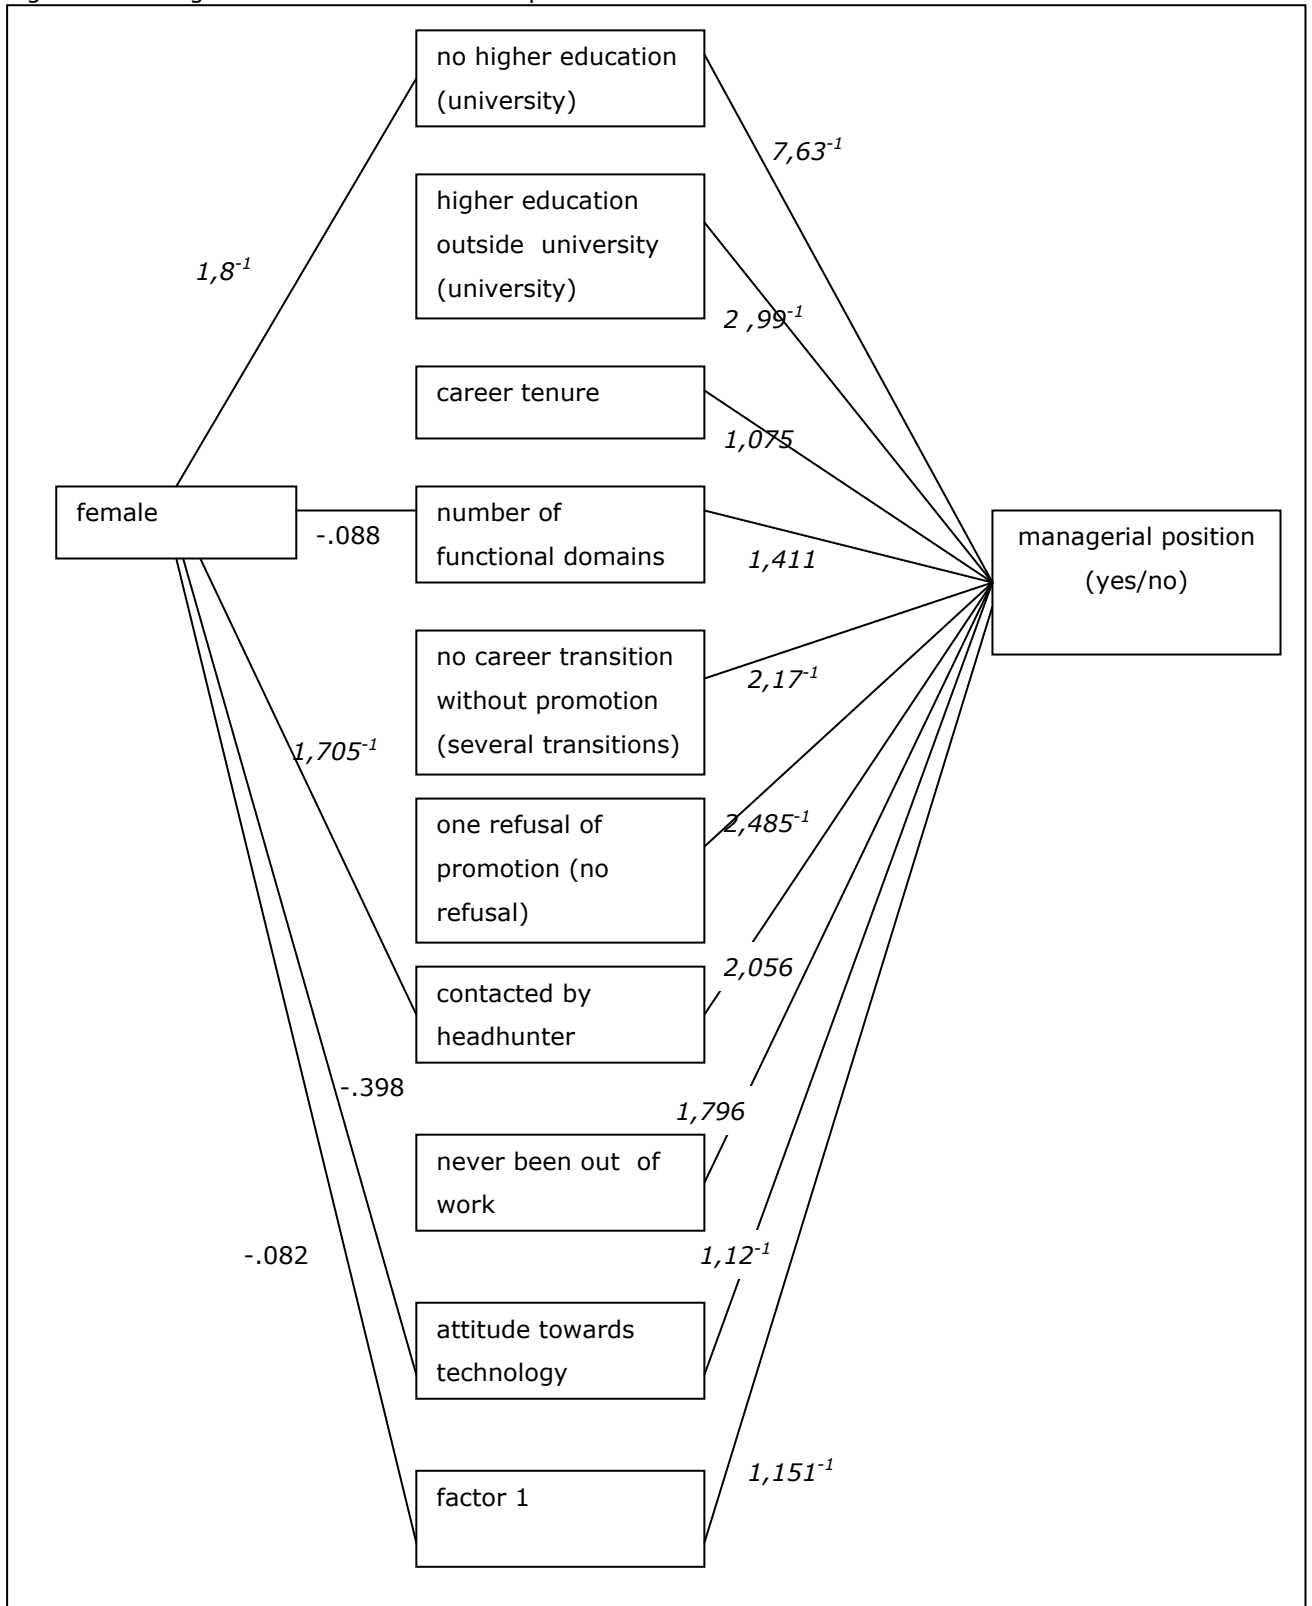 no higher education
(university)
7,63-1
higher education
outside university
(university)
1,8-1
2 ,99-1
career tenure
1,075
female
-.088
number of
functional domains
1,411
managerial position
(yes/no)
no career transition
without promotion
(several transitions)
2,17-1
1,705-1
one refusal of
promotion (no
refusal)
2,485-1
contacted by
headhunter
2,056
-.398
1,796
never been out of
work
-.082
1,12-1
attitude towards
technology
factor 1
1,151-1